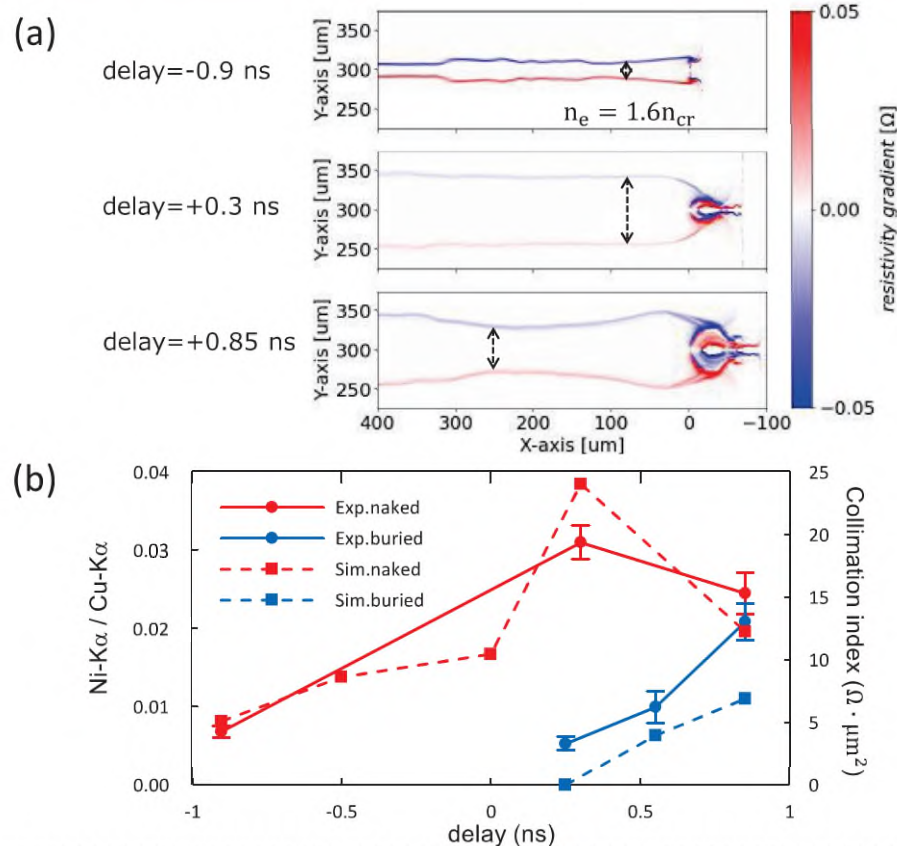 (a)
delay=-0.9 ns
Y-axis [um]
350
300
250
n_e = 1.6n_cr
delay=+0.3 ns
Y-axis [um]
350
300
250
delay=+0.85 ns
Y-axis [um]
350
300
250
400 300 200 100 0 −100
X-axis [um]
0.05
0.00
−0.05
resistivity gradient [Ω]
(b)
Ni-Kα / Cu-Kα
0.04
0.03
0.02
0.01
0.00
Exp.naked
Exp.buried
Sim.naked
Sim.buried
25
20
15
10
5
0
Collimation index (Ω · μm²)
-1 -0.5 0 0.5 1
delay (ns)